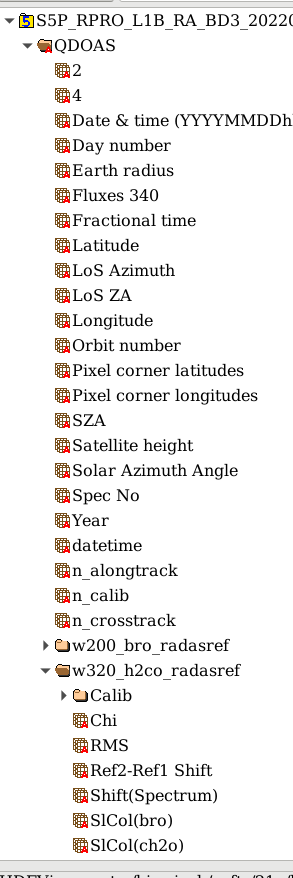 S5P_RPRO_L1B_RA_BD3_20220
QDOAS
2
4
Date & time (YYYYMMDDh
Day number
Earth radius
Fluxes 340
Fractional time
Latitude
LoS Azimuth
LoS ZA
Longitude
Orbit number
Pixel corner latitudes
Pixel corner longitudes
SZA
Satellite height
Solar Azimuth Angle
Spec No
Year
datetime
n_alongtrack
n_calib
n_crosstrack
w200_bro_radasref
w320_h2co_radasref
Calib
Chi
RMS
Ref2-Ref1 Shift
Shift(Spectrum)
SlCol(bro)
SlCol(ch2o)